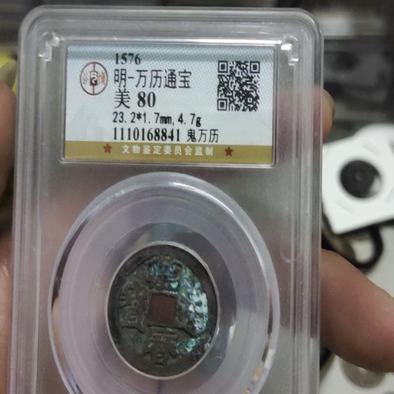 1576
明-万历通宝
美 80
23.2*1.7mm,4.7g
1110168841 鬼万历
★ 文物鉴定委员会监制 ★